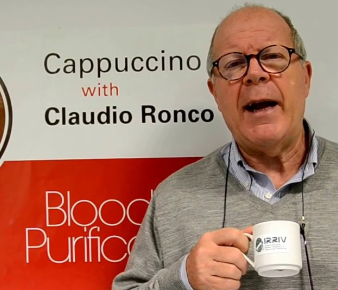 Cappuccino
with
Claudio Ronco
Blood
Purifica
IRRIV